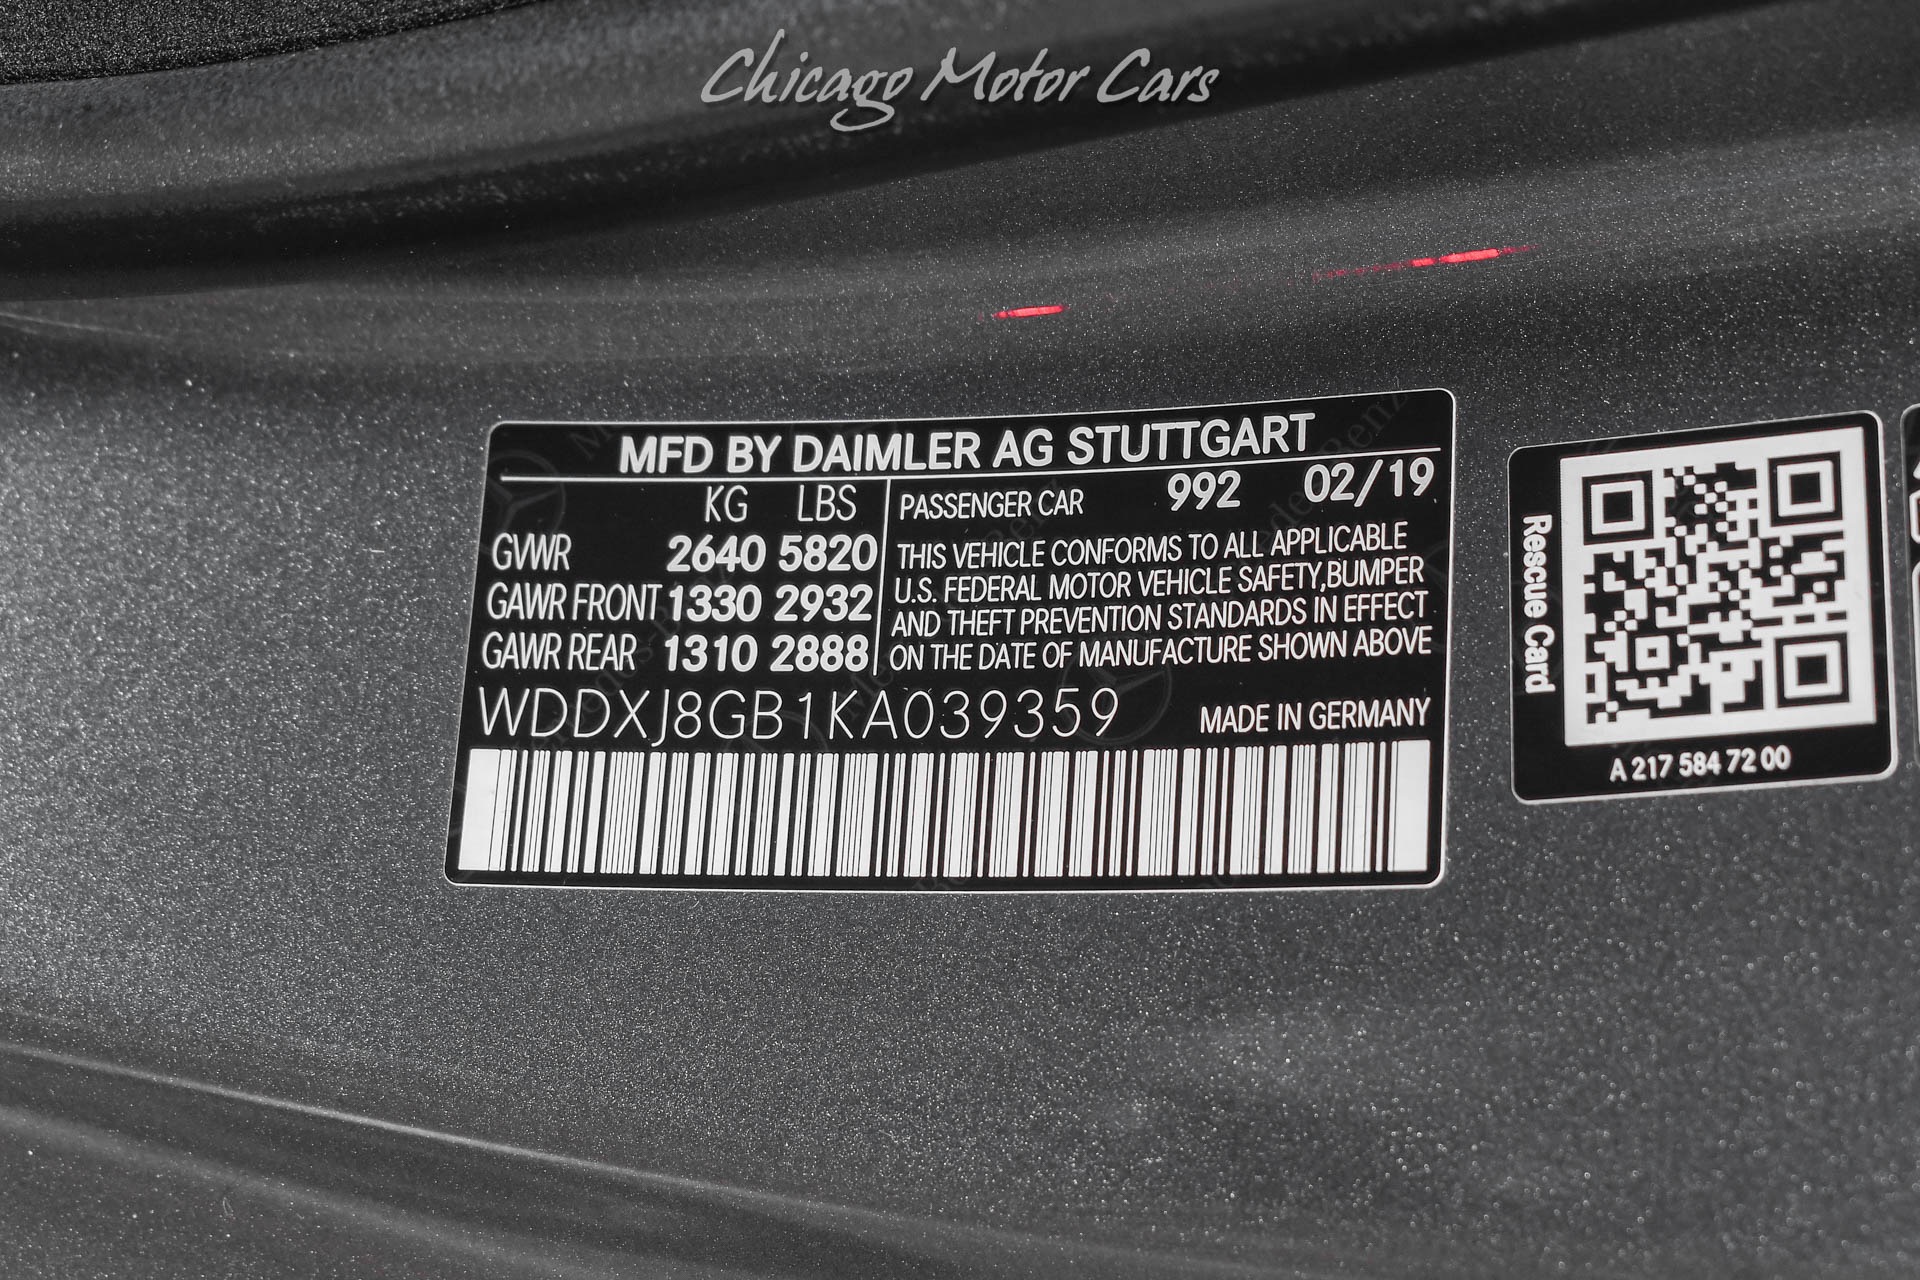 Chicago Motor Cars
MFD BY DAIMLER AG STUTTGART
KG LBS
GVWR 2640 5820
GAWR FRONT 1330 2932
GAWR REAR 1310 2888
PASSENGER CAR 992 02/19
THIS VEHICLE CONFORMS TO ALL APPLICABLE
U.S. FEDERAL MOTOR VEHICLE SAFETY,BUMPER
AND THEFT PREVENTION STANDARDS IN EFFECT
ON THE DATE OF MANUFACTURE SHOWN ABOVE
WDDXJ8GB1KA039359
MADE IN GERMANY
Rescue Card
A 217 584 72 00